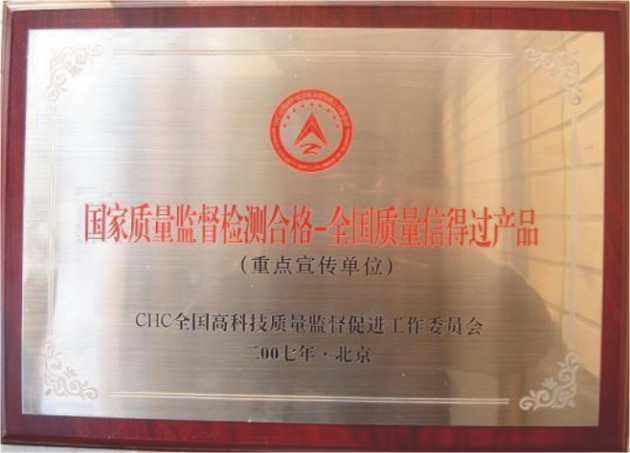 国家质量监督检测合格-全国质量信得过产品
(重点宣传单位)
CHC全国高科技质量监督促进工作委员会
二00七年·北京